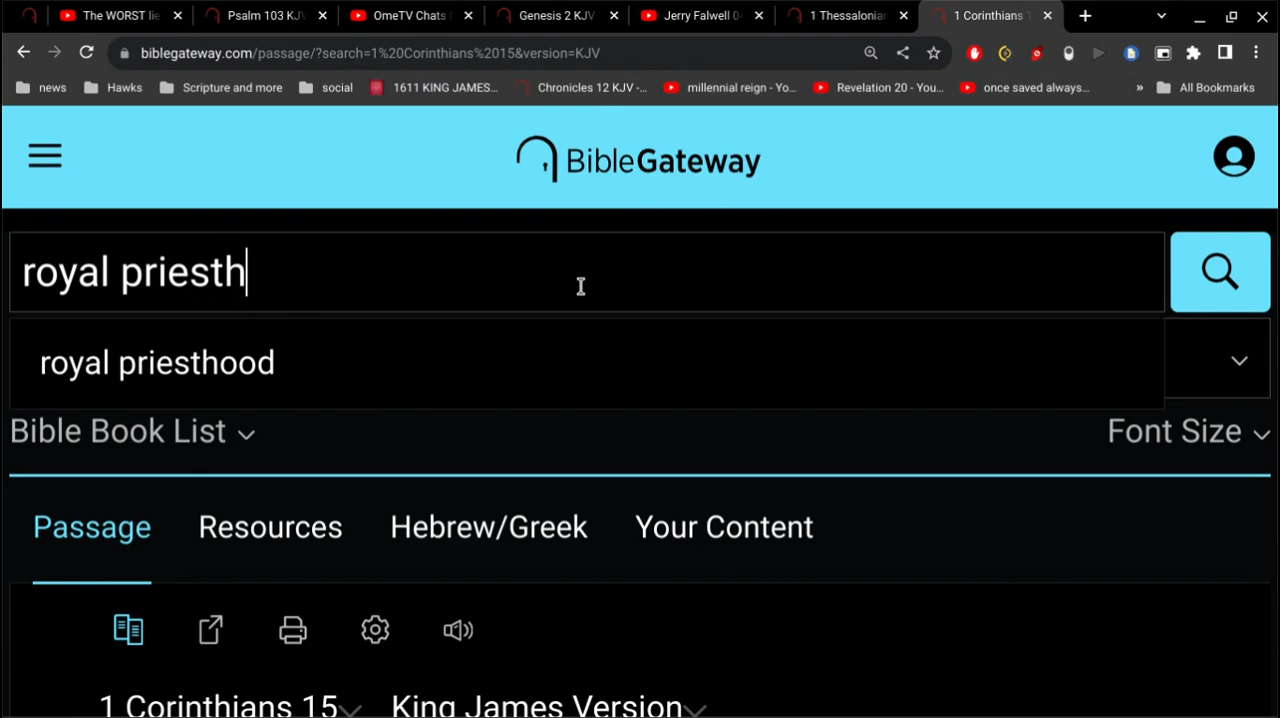 The WORST lie
Psalm 103 KJV
OmeTV Chats
Genesis 2 KJV
Jerry Falwell 0
1 Thessalonia
1 Corinthians 1
biblegateway.com/passage/?search=1%20Corinthians%2015&version=KJV
news
Hawks
Scripture and more
social
1611 KING JAMES...
Chronicles 12 KJV -...
millennial reign - Yo...
Revelation 20 - You...
once saved always...
»
All Bookmarks
BibleGateway
royal priesth
royal priesthood
Bible Book List
Font Size
Passage
Resources
Hebrew/Greek
Your Content
1 Corinthians 15
King James Version